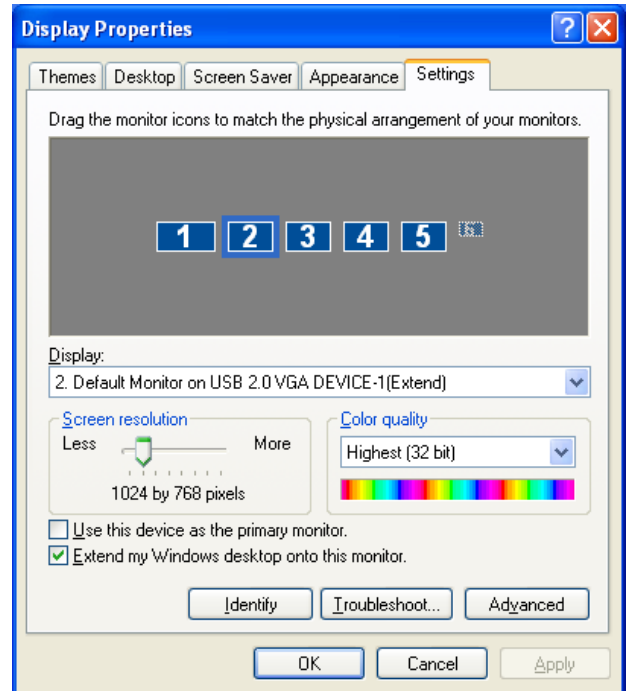 Display Properties
Themes Desktop Screen Saver Appearance Settings
Drag the monitor icons to match the physical arrangement of your monitors.
1 2 3 4 5 6
Display:
2. Default Monitor on USB 2.0 VGA DEVICE-1(Extend)
Screen resolution
Less More
1024 by 768 pixels
Color quality
Highest (32 bit)
Use this device as the primary monitor.
Extend my Windows desktop onto this monitor.
Identify Troubleshoot... Advanced
OK Cancel Apply